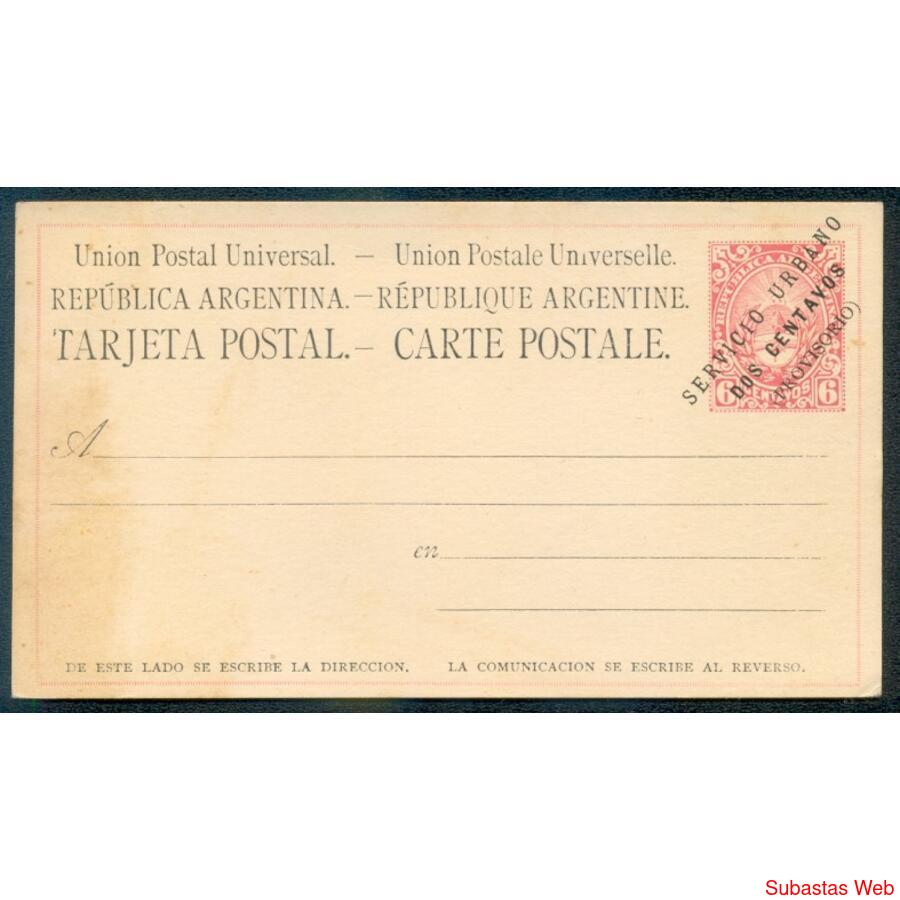 Union Postal Universal. — Union Postale Universelle.
REPÚBLICA ARGENTINA. — RÉPUBLIQUE ARGENTINE.
TARJETA POSTAL. — CARTE POSTALE.
REPÚBLICA
SERVICIO URBANO
DOS CENTAVOS
(PROVISORIO)
6 6
A
en
DE ESTE LADO SE ESCRIBE LA DIRECCION. LA COMUNICACION SE ESCRIBE AL REVERSO.
Subastas Web